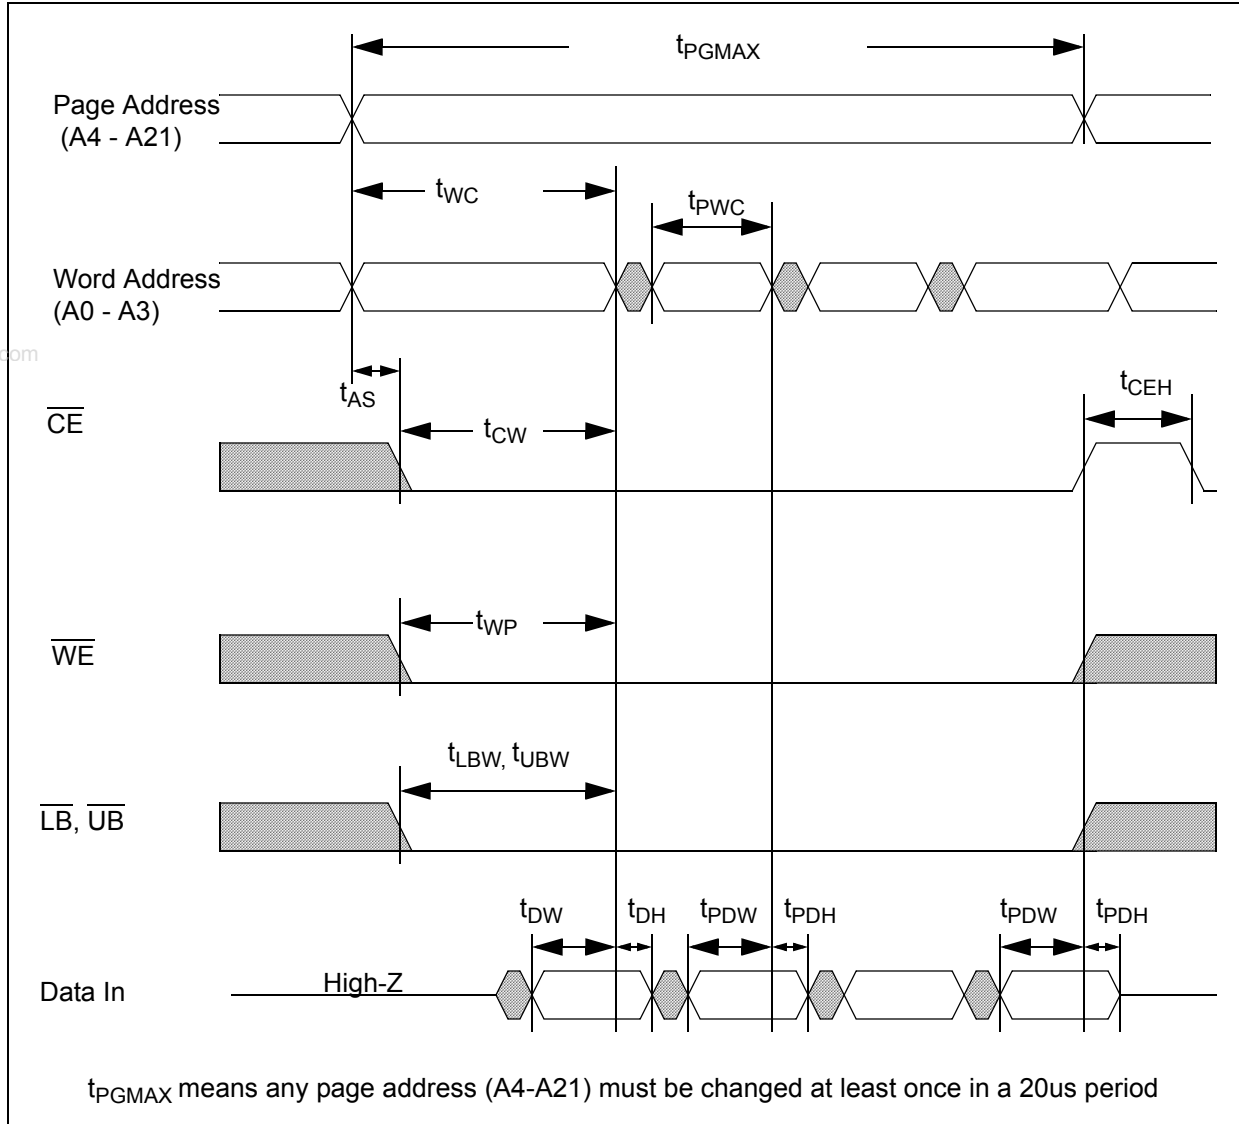 tPGMAX
Page Address
(A4 - A21)
tWC
tPWC
Word Address
(A0 - A3)
com
tAS
tCEH
CE
tCW
tWP
WE
tLBW, tUBW
LB, UB
tDW tDH tPDW tPDH tPDW tPDH
High-Z
Data In
tPGMAX means any page address (A4-A21) must be changed at least once in a 20us period